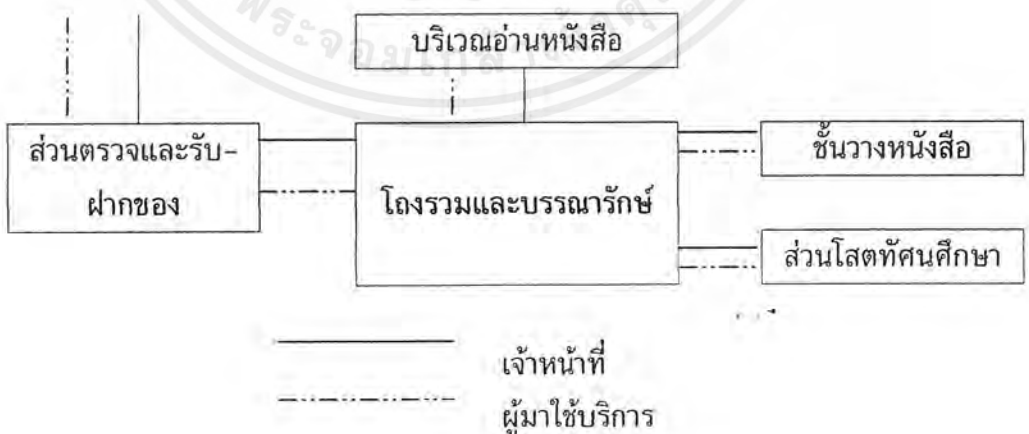 บริเวณอ่านหนังสือ
ส่วนตรวจและรับ-
ฝากของ
โถงรวมและบรรณารักษ์
ชั้นวางหนังสือ
ส่วนโสตทัศนศึกษา
เจ้าหน้าที่
ผู้มาใช้บริการ